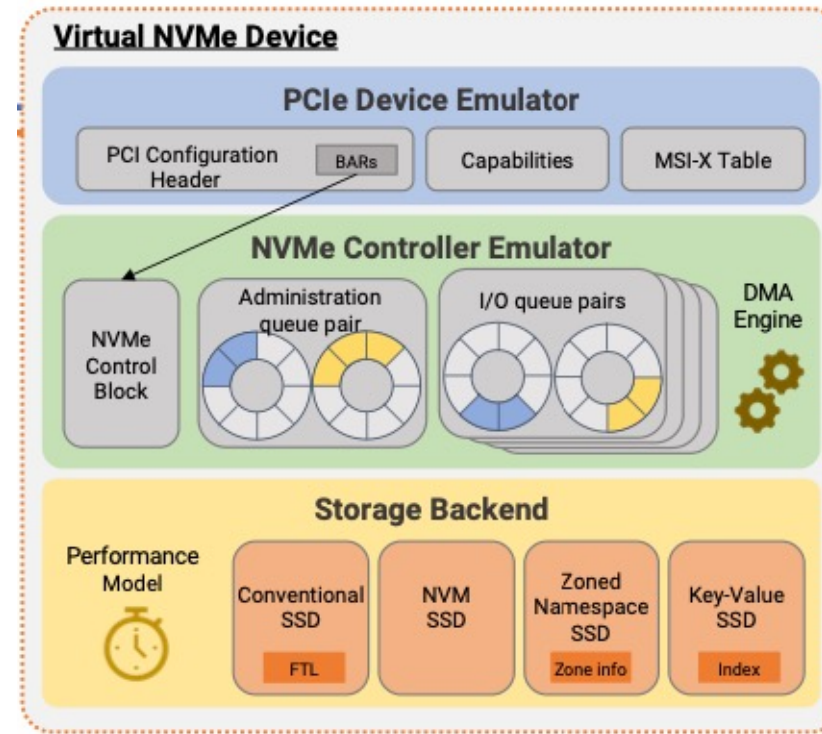 Virtual NVMe Device
PCIe Device Emulator
PCI Configuration
Header
BARs
Capabilities
MSI-X Table
NVMe Controller Emulator
NVMe
Control
Block
Administration
queue pair
I/O queue pairs
DMA
Engine
Storage Backend
Performance
Model
Conventional
SSD
FTL
NVM
SSD
Zoned
Namespace
SSD
Zone info
Key-Value
SSD
Index